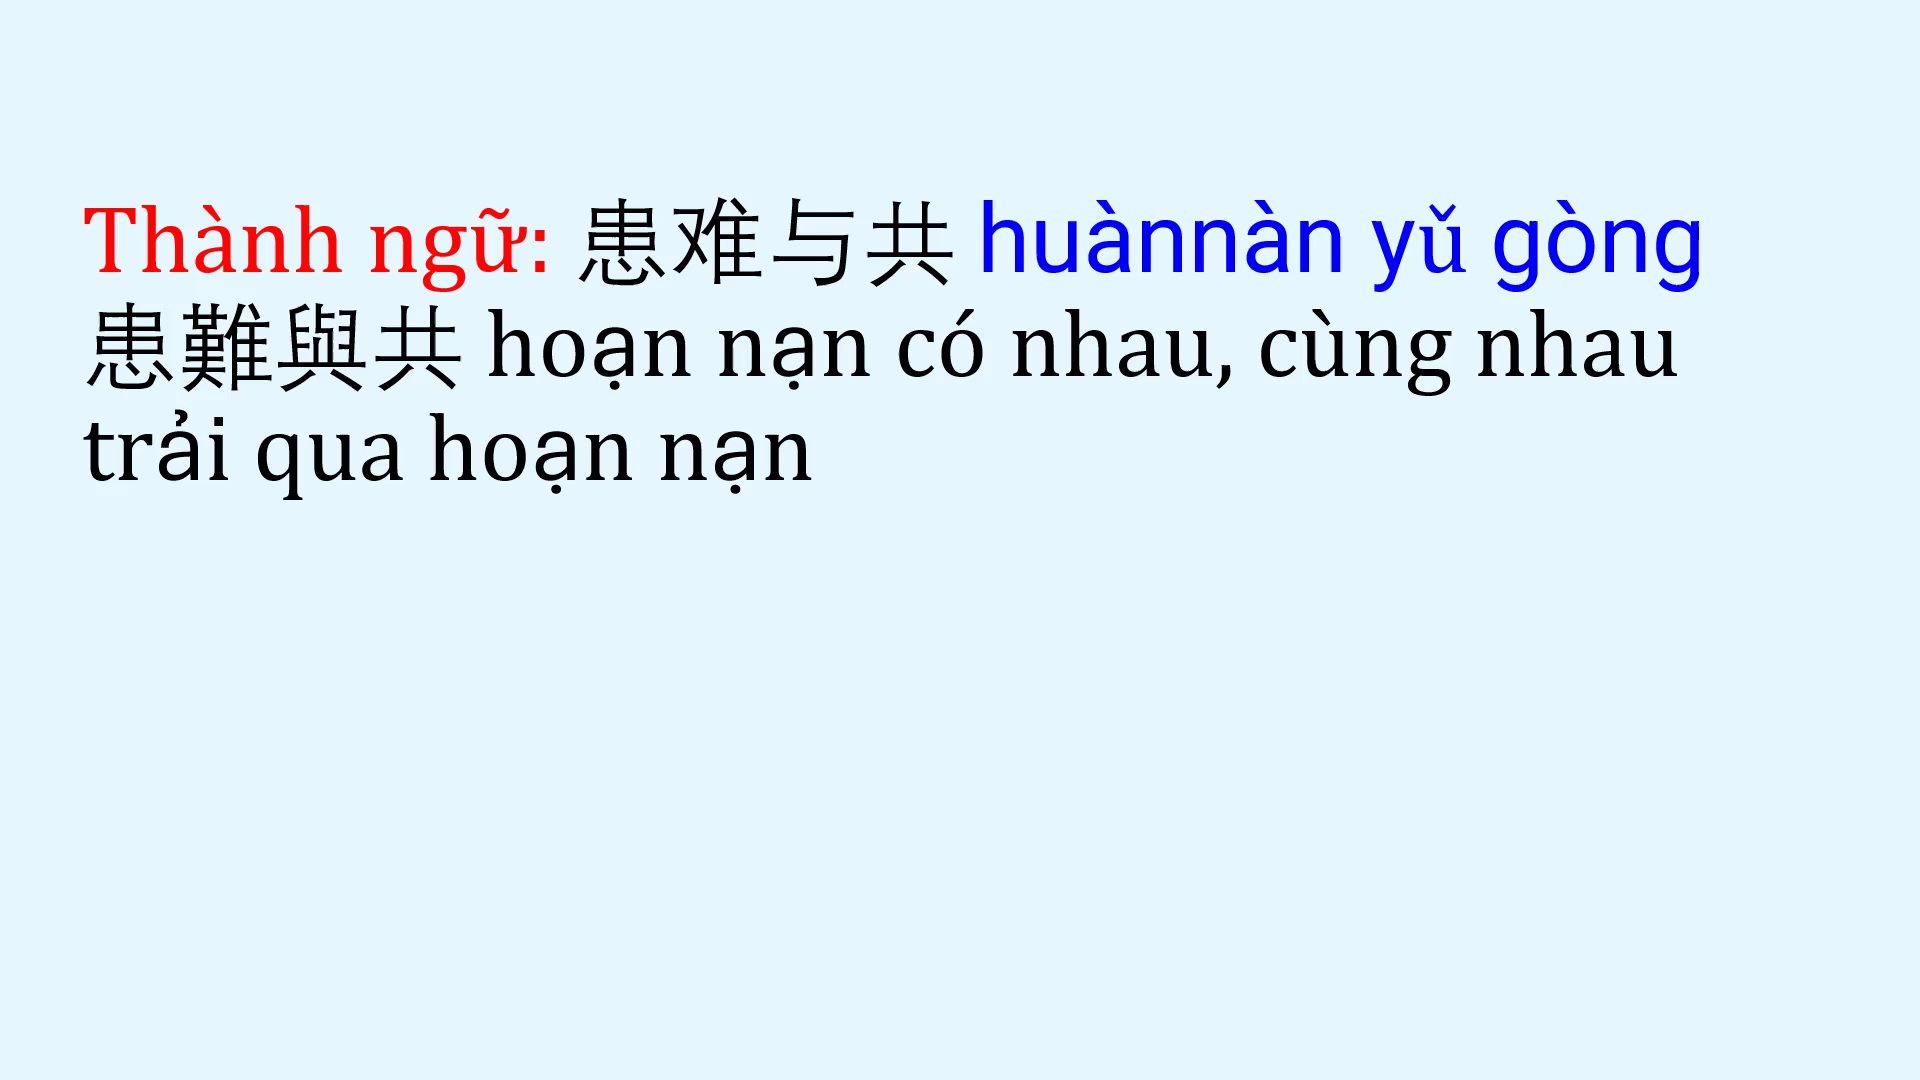 Thành ngữ: 患难与共 huànnàn yǔ gòng
患難與共 hoạn nạn có nhau, cùng nhau
trải qua hoạn nạn